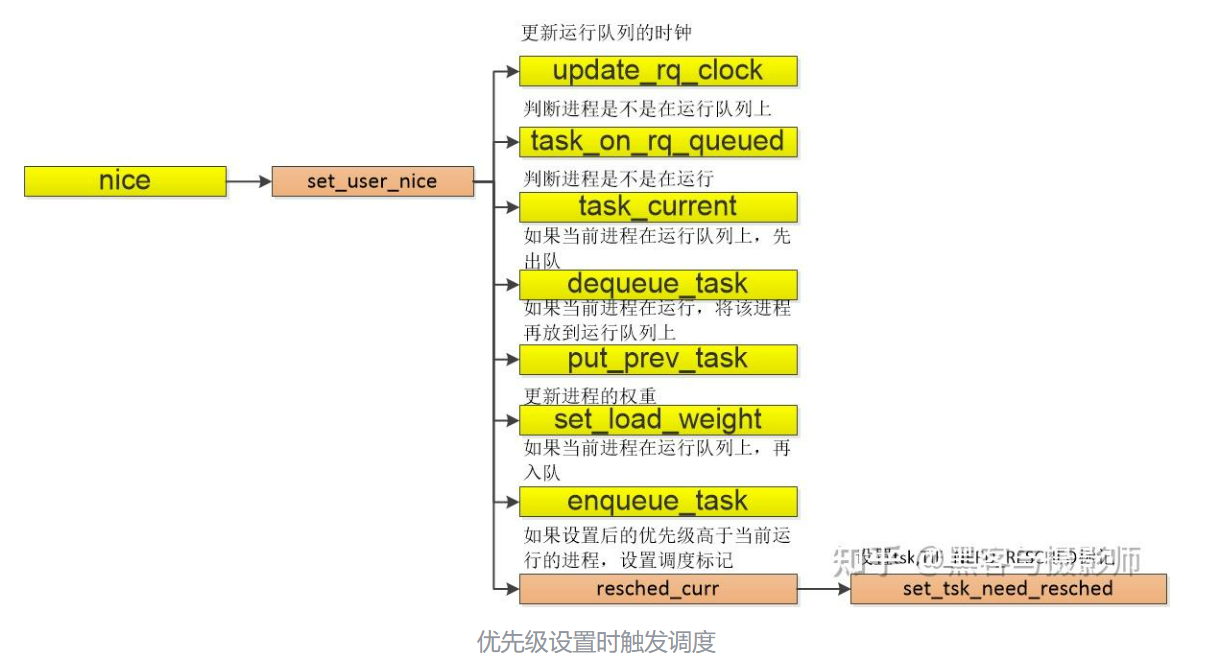 更新运行队列的时钟
update_rq_clock
判断进程是不是在运行队列上
task_on_rq_queued
nice
set_user_nice
判断进程是不是在运行
task_current
如果当前进程在运行队列上，先
出队
dequeue_task
如果当前进程在运行，将该进程
再放到运行队列上
put_prev_task
更新进程的权重
set_load_weight
如果当前进程在运行队列上，再
入队
enqueue_task
如果设置后的优先级高于当前运
行的进程，设置调度标记
知乎 @黑客与摄影师
resched_curr
set_tsk_need_resched
优先级设置时触发调度